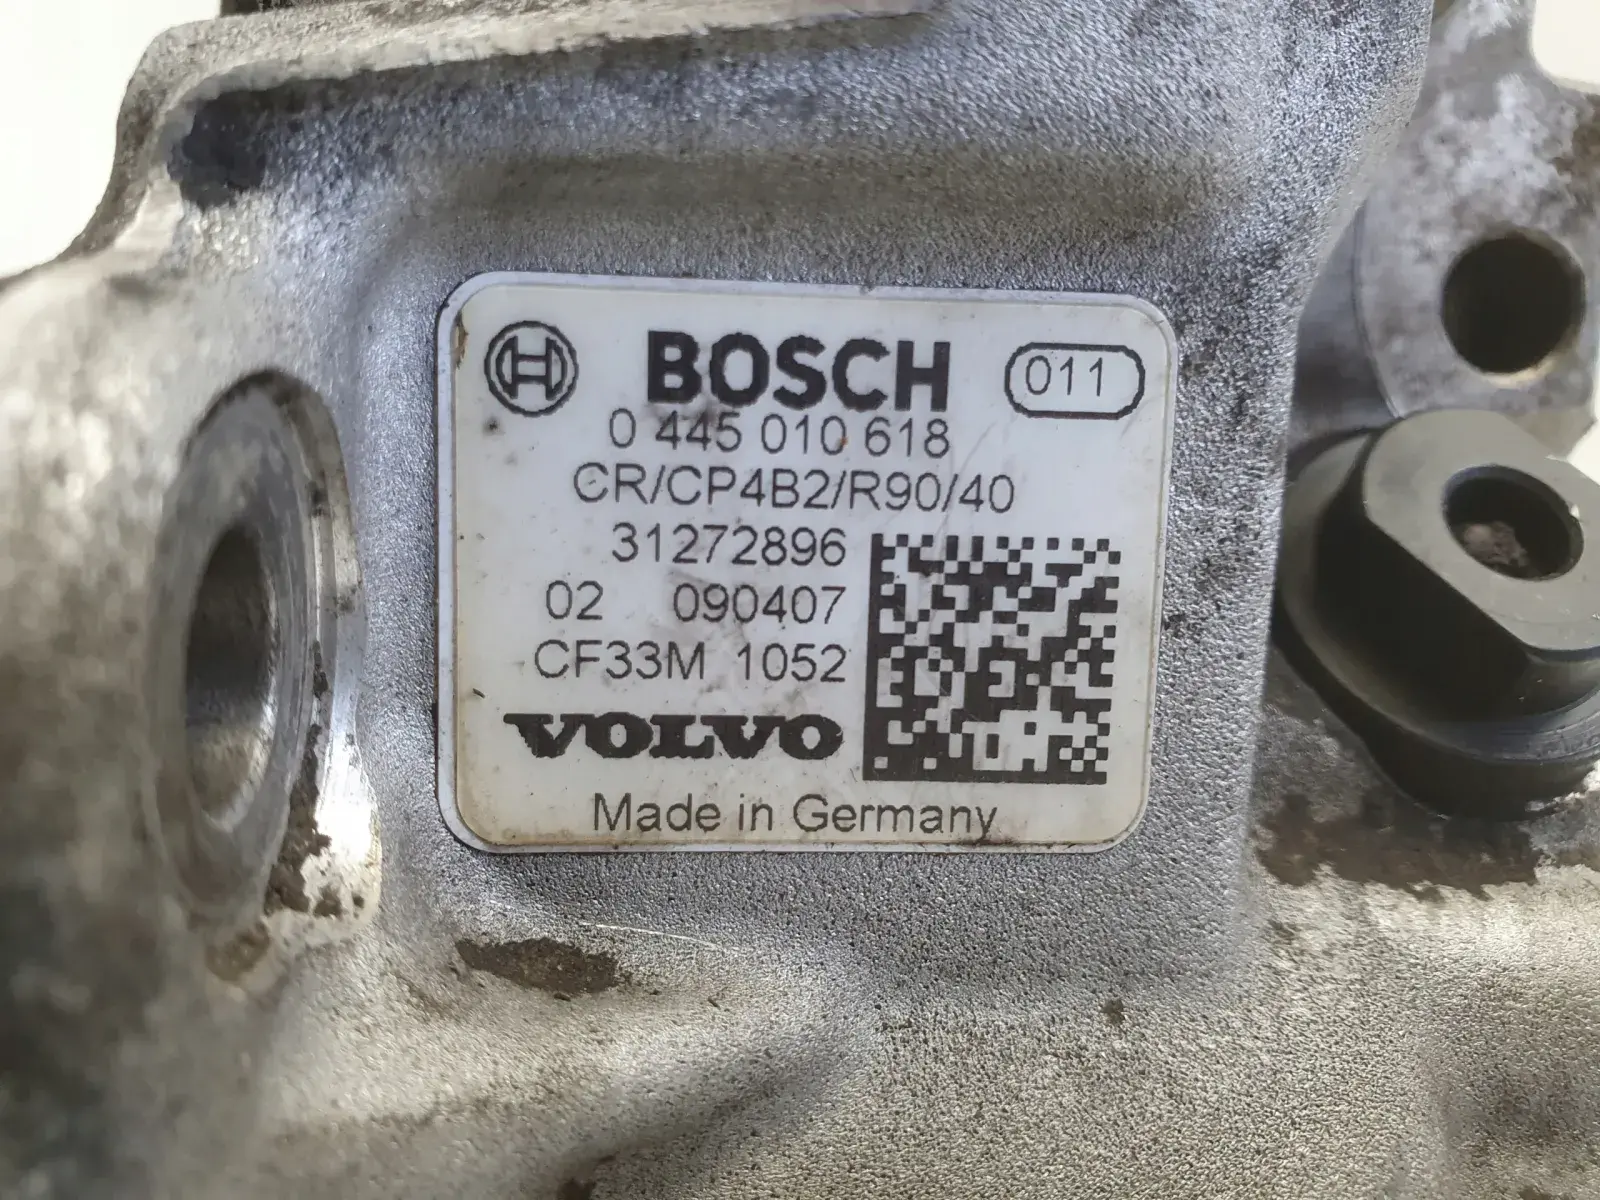 BOSCH 011
0 445 010 618
CR/CP4B2/R90/40
31272896
02 090407
CF33M 1052
VOLVO
Made in Germany